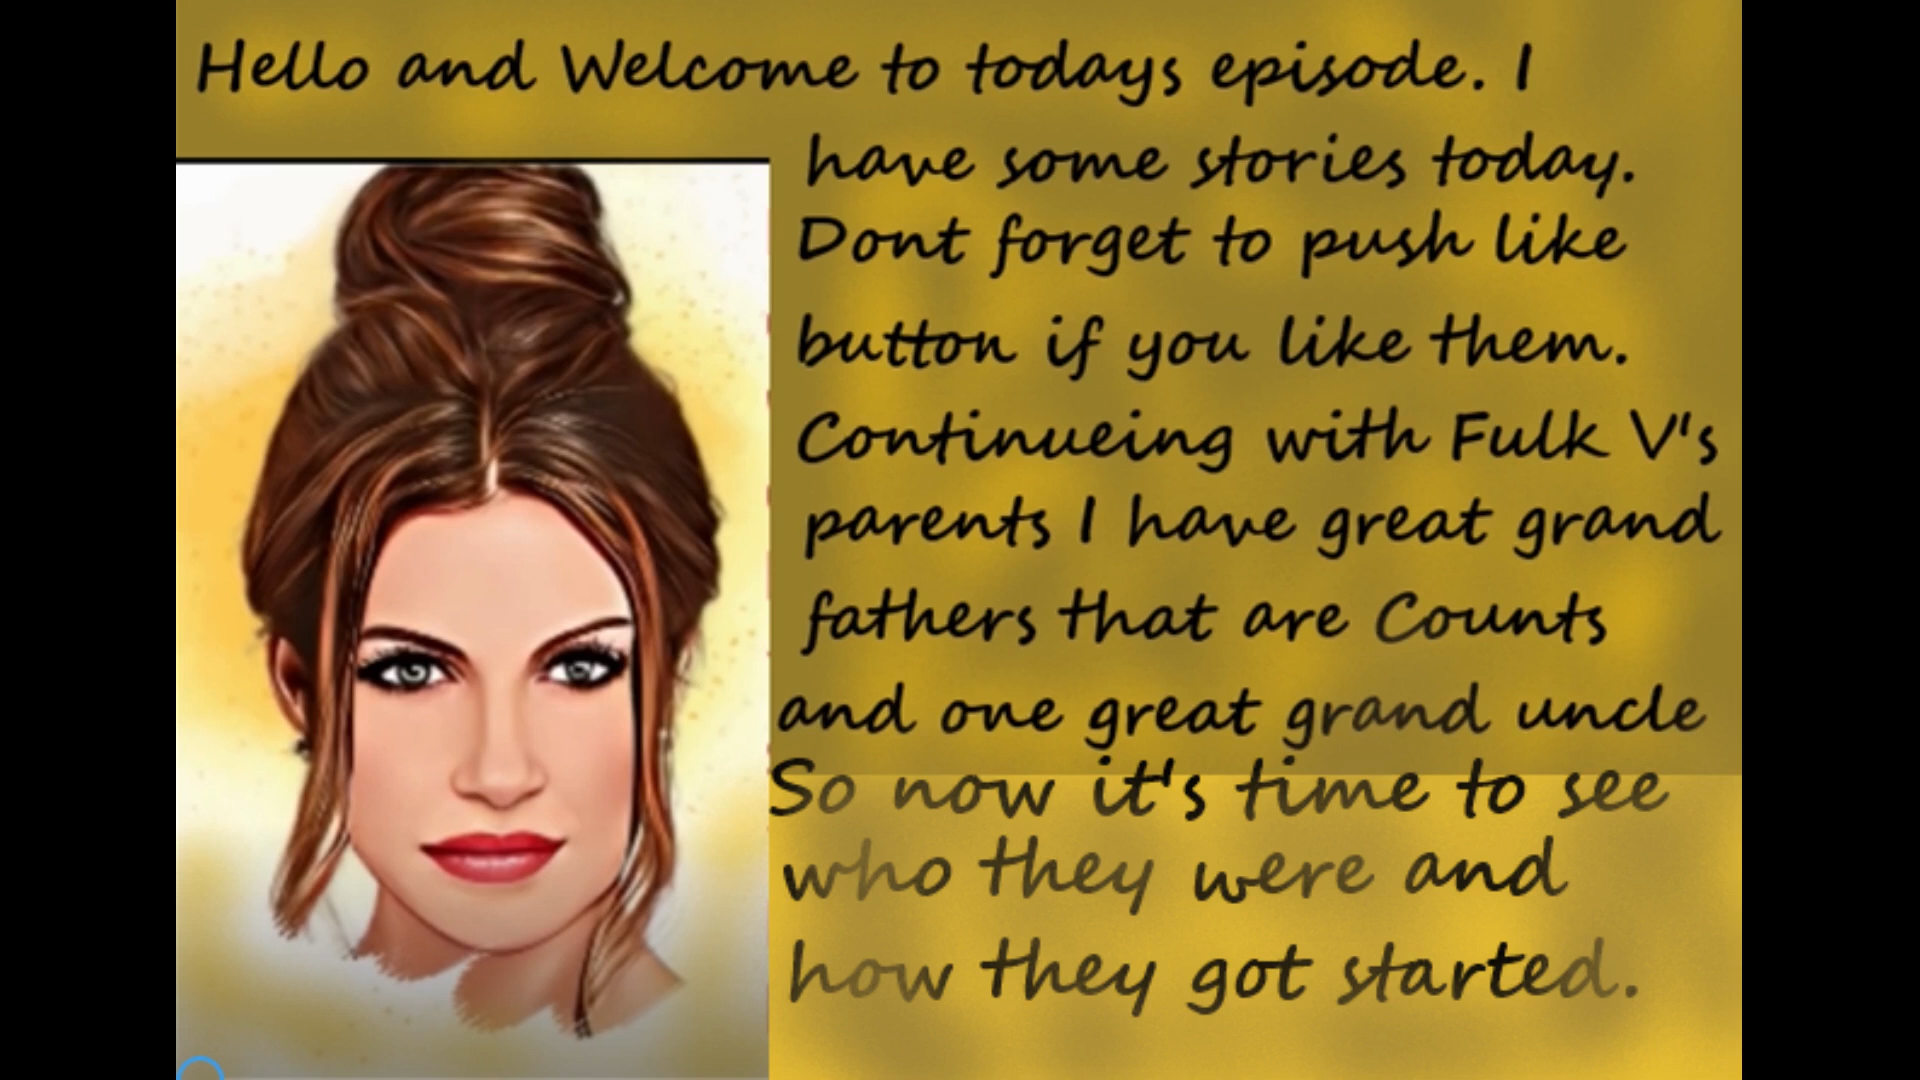 Hello and Welcome to todays episode. I
have some stories today.
Dont forget to push like
button if you like them.
Continueing with Fulk V's
parents I have great grand
fathers that are Counts
and one great grand uncle
So now it's time to see
who they were and
how they got started.